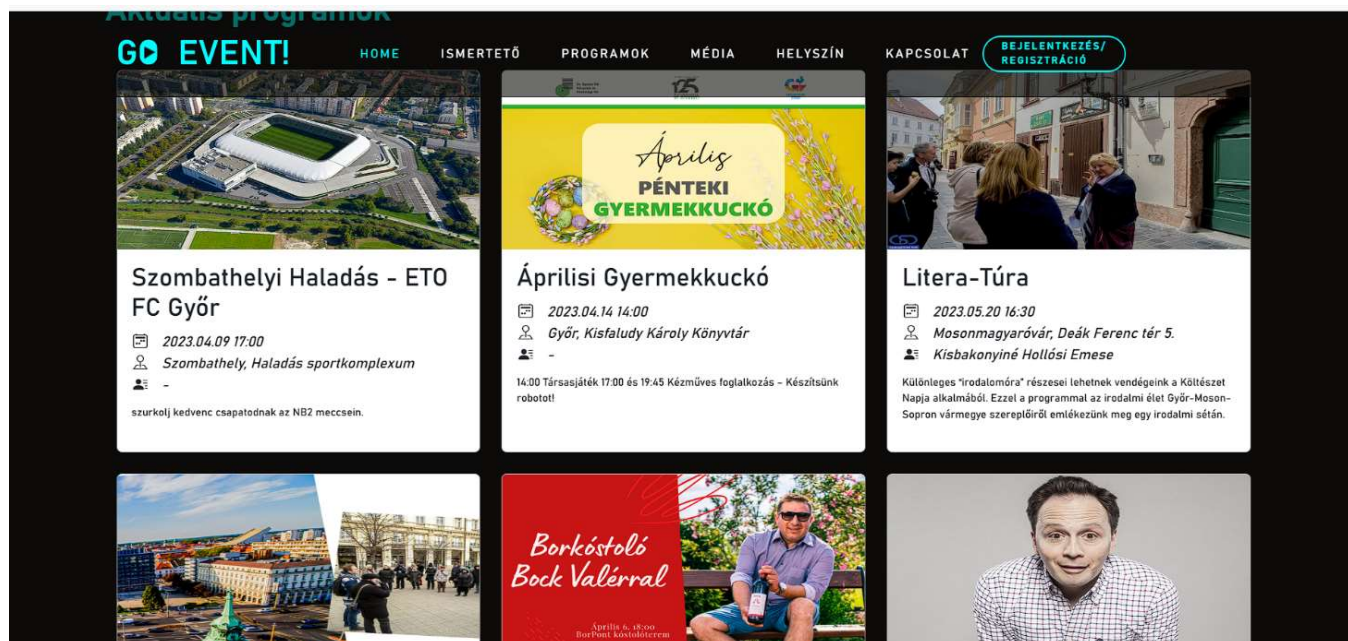 Aktuális programok
GO EVENT!
HOME
ISMERTETŐ
PROGRAMOK
MÉDIA
HELYSZÍN
KAPCSOLAT
BEJELENTKEZÉS/
REGISZTRÁCIÓ
125
Április
PÉNTEKI
GYERMEKKUCKÓ
Szombathelyi Haladás - ETO
FC Győr
2023.04.09 17:00
Szombathely, Haladás sportkomplexum
-
szurkolj kedvenc csapatodnak az NB2 meccsein.
Áprilisi Gyermekkuckó
2023.04.14 14:00
Győr, Kisfaludy Károly Könyvtár
-
14:00 Társasjáték 17:00 és 19:45 Kézműves foglalkozás – Készítsünk
robotot!
Litera-Túra
2023.05.20 16:30
Mosonmagyaróvár, Deák Ferenc tér 5.
Kisbakonyiné Hollósi Emese
Különleges "irodalomóra" részesei lehetnek vendégeink a Költészet
Napja alkalmából. Ezzel a programmal az irodalmi élet Győr-Moson-
Sopron vármegye szereplőiről emlékezünk meg egy irodalmi sétán.
Borkóstoló
Bock Valérral
Április 6. 18:00
BorPont kóstolóterem